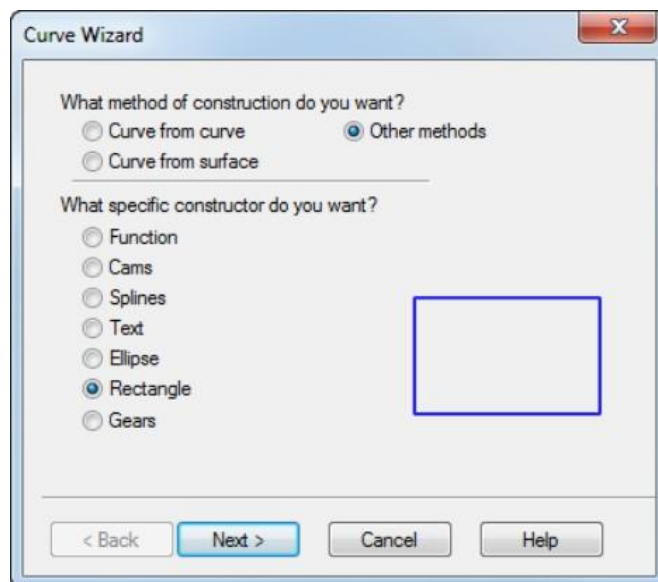 Curve Wizard
What method of construction do you want?
Curve from curve
Other methods
Curve from surface
What specific constructor do you want?
Function
Cams
Splines
Text
Ellipse
Rectangle
Gears
< Back
Next >
Cancel
Help